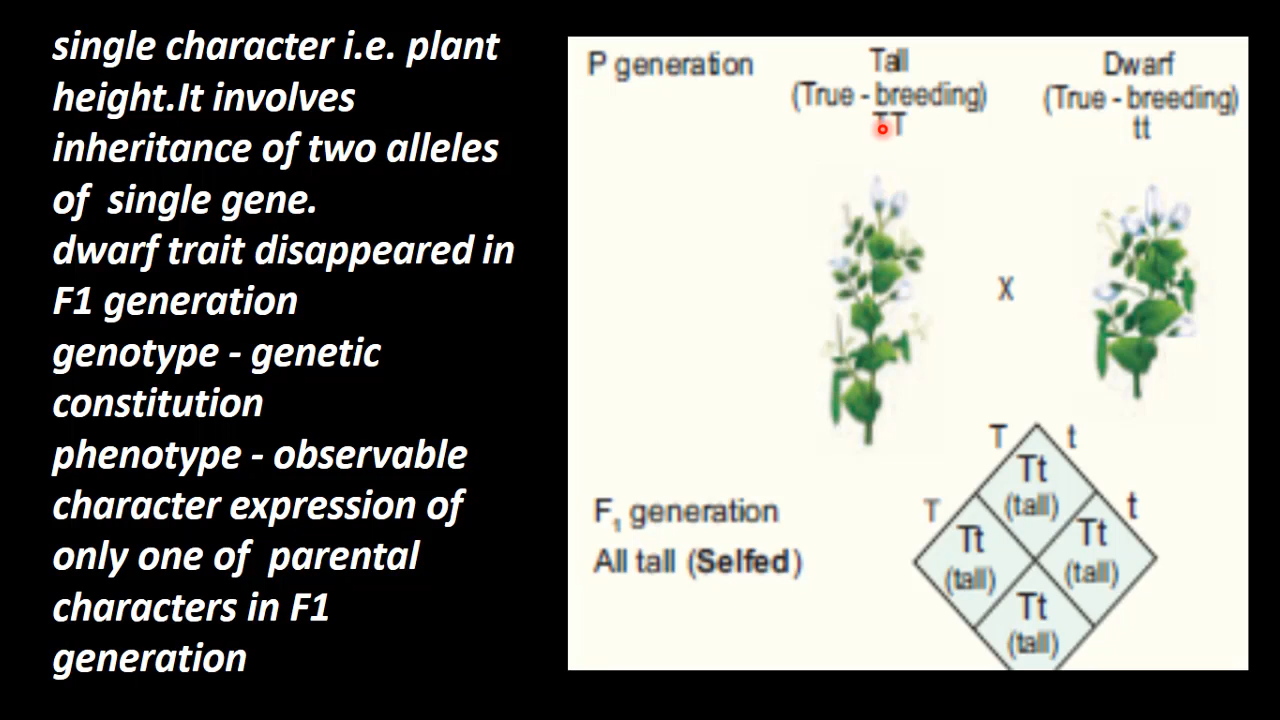 single character i.e. plant
height.It involves
inheritance of two alleles
of  single gene.
dwarf trait disappeared in
F1 generation
genotype - genetic
constitution
phenotype - observable
character expression of
only one of  parental
characters in F1
generation
P generation
Tall
(True - breeding)
TT
Dwarf
(True - breeding)
tt
X
T t
Tt
(tall)
T t
Tt Tt
(tall) (tall)
Tt
(tall)
F1 generation
All tall (Selfed)